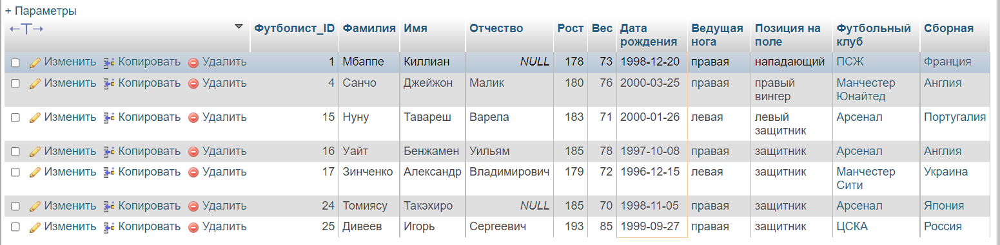 + Параметры
←T→ Футболист_ID Фамилия Имя Отчество Рост Вес Дата рождения Ведущая нога Позиция на поле Футбольный клуб Сборная
Изменить Копировать Удалить 1 Мбаппе Киллиан NULL 178 73 1998-12-20 правая нападающий ПСЖ Франция
Изменить Копировать Удалить 4 Санчо Джейжон Малик 180 76 2000-03-25 правая правый вингер Манчестер Юнайтед Англия
Изменить Копировать Удалить 15 Нуну Тавареш Варела 183 71 2000-01-26 левая левый защитник Арсенал Португалия
Изменить Копировать Удалить 16 Уайт Бенжамен Уильям 185 78 1997-10-08 правая защитник Арсенал Англия
Изменить Копировать Удалить 17 Зинченко Александр Владимирович 179 72 1996-12-15 левая защитник Манчестер Сити Украина
Изменить Копировать Удалить 24 Томиясу Такэхиро NULL 185 70 1998-11-05 правая защитник Арсенал Япония
Изменить Копировать Удалить 25 Дивеев Игорь Сергеевич 193 85 1999-09-27 правая защитник ЦСКА Россия